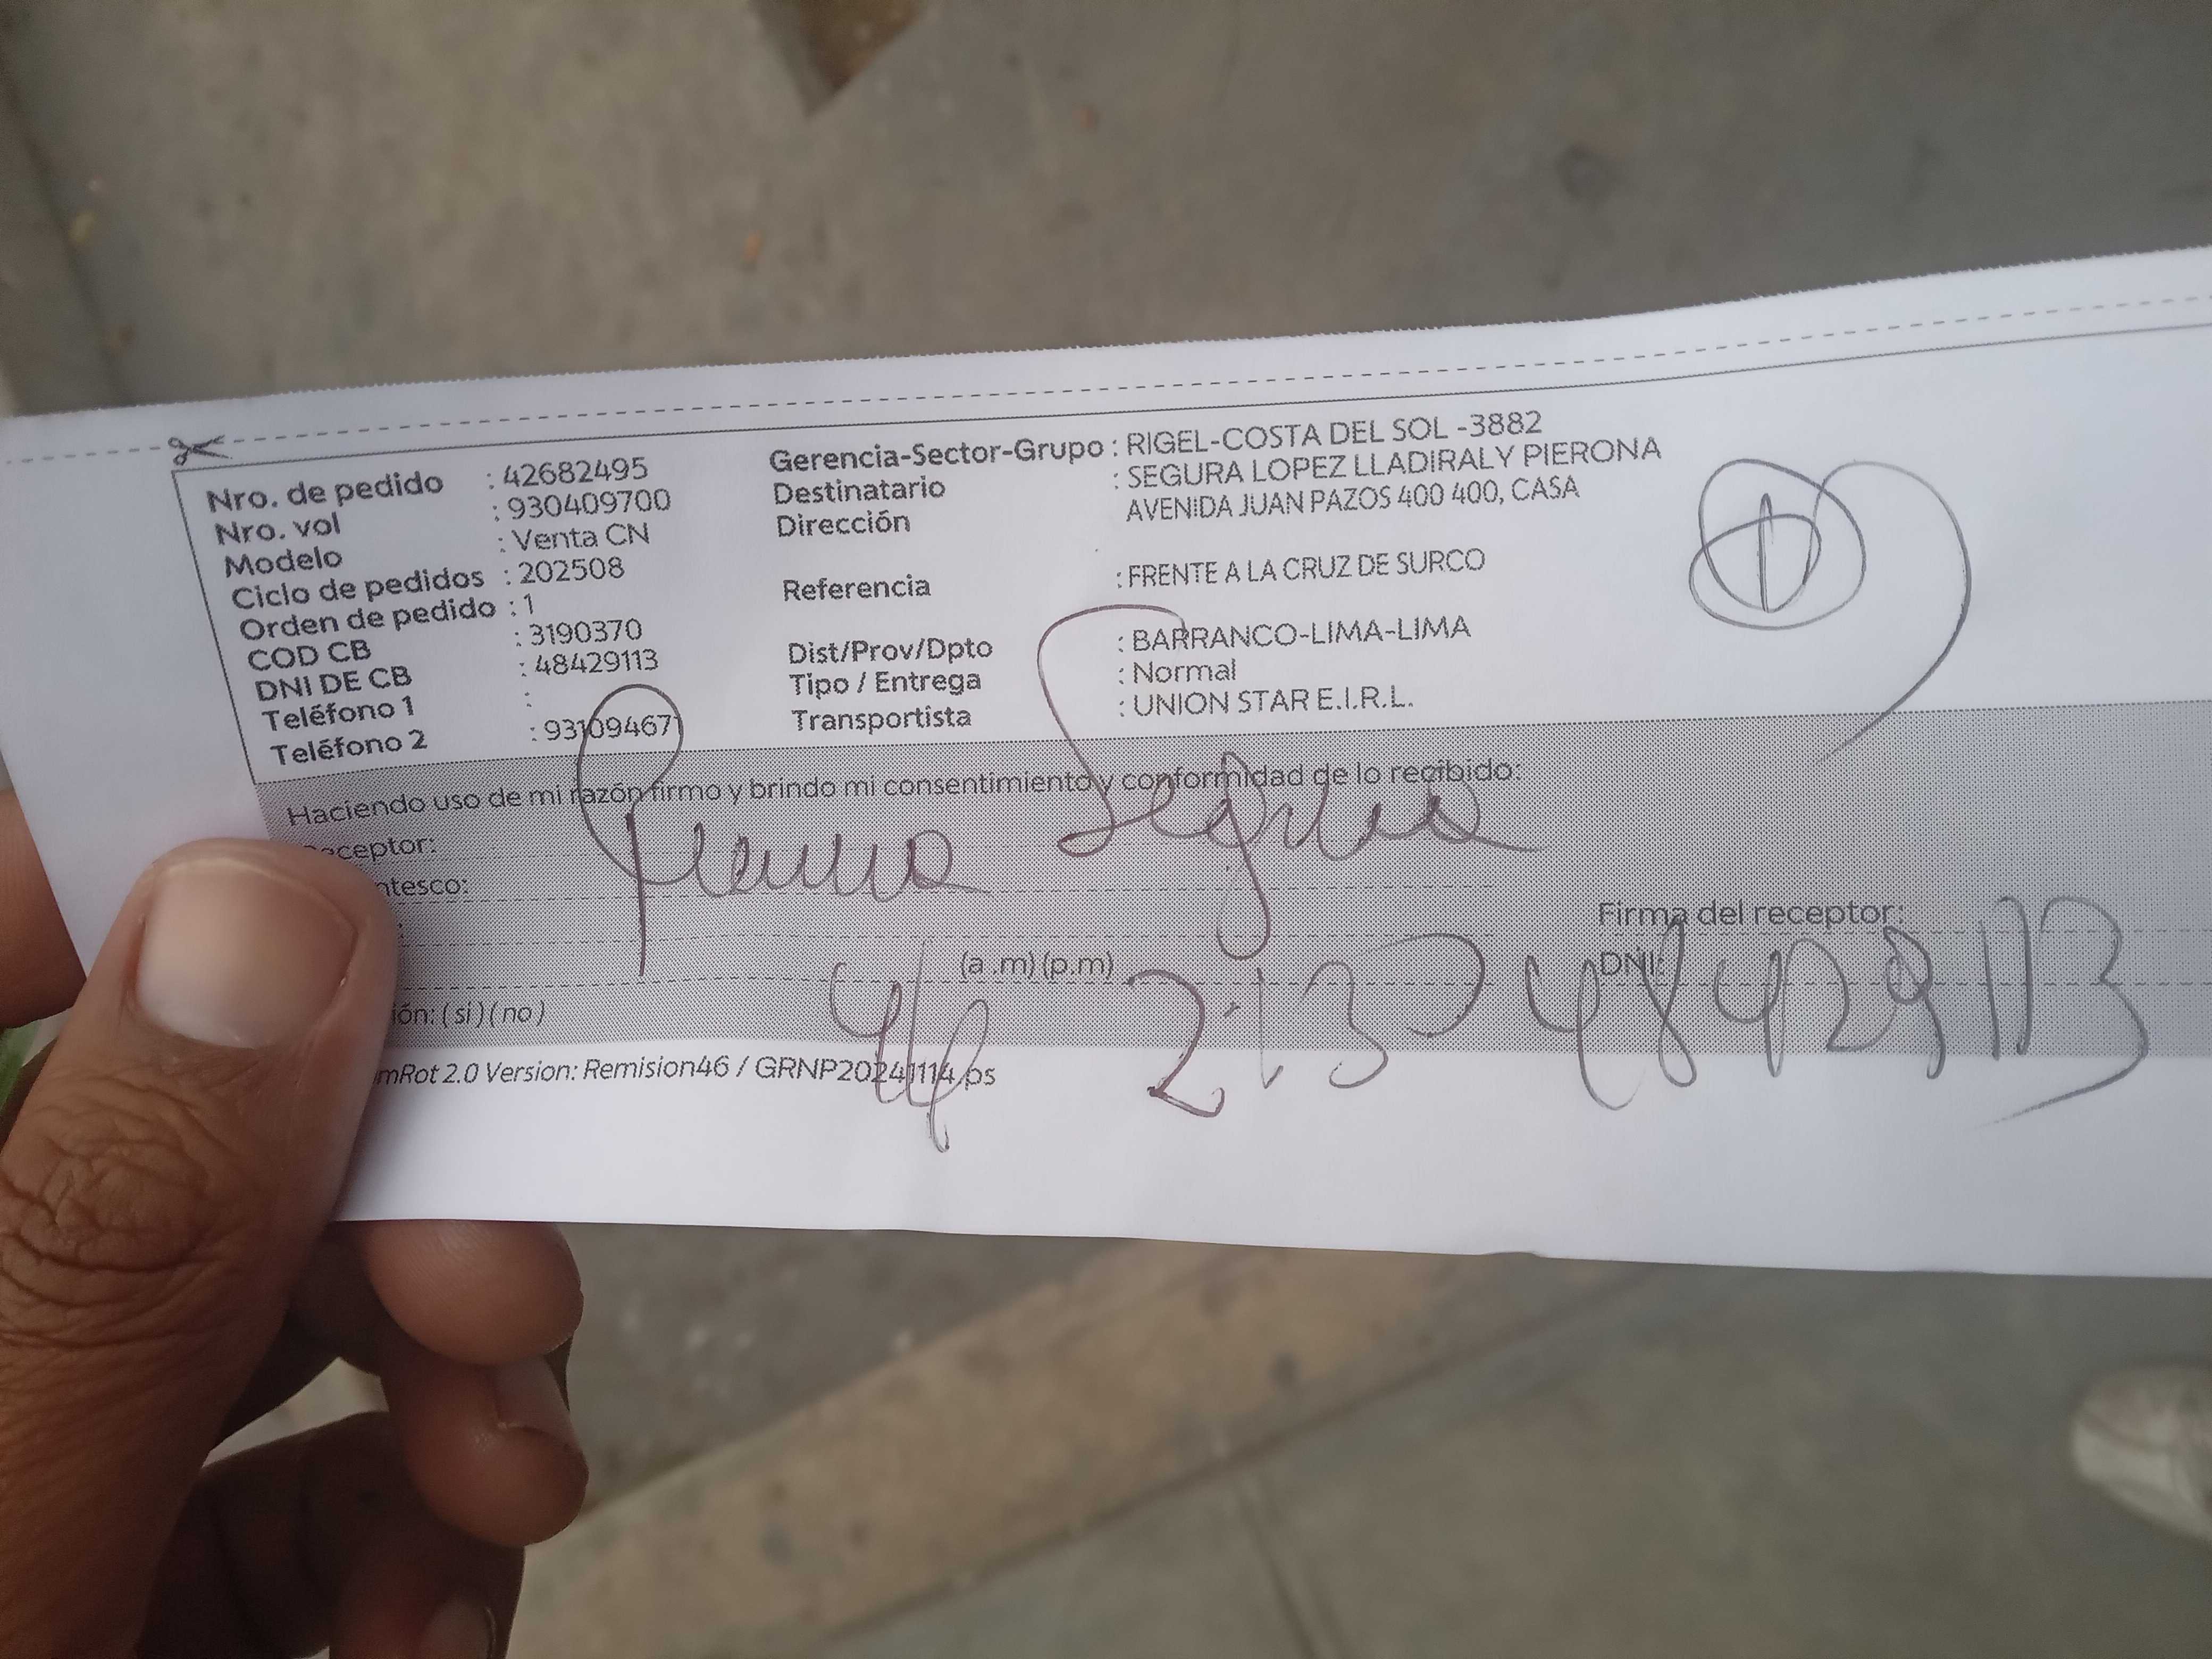 Nro. de pedido : 42682495
Nro. vol : 930409700
Modelo : Venta CN
Ciclo de pedidos : 202508
Orden de pedido : 1
COD CB : 3190370
DNI DE CB : 48429113
Teléfono 1 :
Teléfono 2 : 931094671
Gerencia-Sector-Grupo : RIGEL-COSTA DEL SOL -3882
Destinatario : SEGURA LOPEZ LLADIRALY PIERONA
Dirección AVENIDA JUAN PAZOS 400 400, CASA
Referencia : FRENTE A LA CRUZ DE SURCO
Dist/Prov/Dpto : BARRANCO-LIMA-LIMA
Tipo / Entrega : Normal
Transportista : UNION STAR E.I.R.L.
Haciendo uso de mi razón firmo y brindo mi consentimiento y conformidad de lo recibido:
eceptor:
ntesco:
Segura
Firma del receptor:
:
(a .m) (p.m)
DNI: 48429113
ión: ( si ) ( no )
mRot 2.0 Version: Remision46 / GRNP20241114.ps